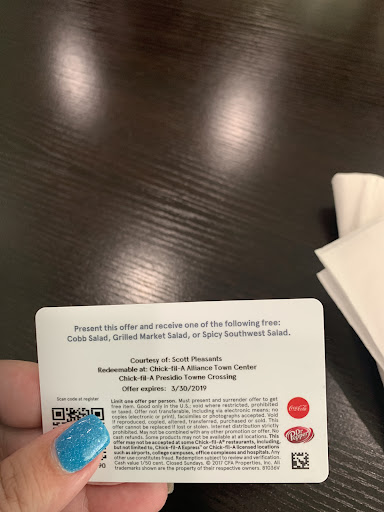 Present this offer and receive one of the following free:
Cobb Salad, Grilled Market Salad, or Spicy Southwest Salad.
Courtesy of: Scott Pleasants
Redeemable at: Chick-fil-A Alliance Town Center
Chick-fil-A Presidio Towne Crossing
Offer expires: 3/30/2019
Scan code at register
Limit one offer per person. Must present and surrender offer to get
free item. Good only in the U.S.; void where restricted, prohibited
or taxed. Offer not transferable, including via electronic means; no
copies (electronic or print), facsimiles or photographs accepted. Void
if reproduced, copied, altered, transferred, purchased or sold. This
offer cannot be replaced if lost or stolen. Internet distribution strictly
prohibited. May not be combined with any other promotion or offer. No
cash refunds. Some products may not be available at all locations. This
offer may not be accepted at some Chick-fil-A® restaurants, including,
but not limited to, Chick-fil-A Express® or Chick-fil-A licensed locations
such as airports, college campuses, office complexes and hospitals. Any
other use constitutes fraud. Redemption subject to review and verification.
Cash value 1/50 cent. Closed Sundays. © 2017 CFA Properties, Inc. All
trademarks shown are the property of their respective owners.
Coca-Cola
Dr Pepper